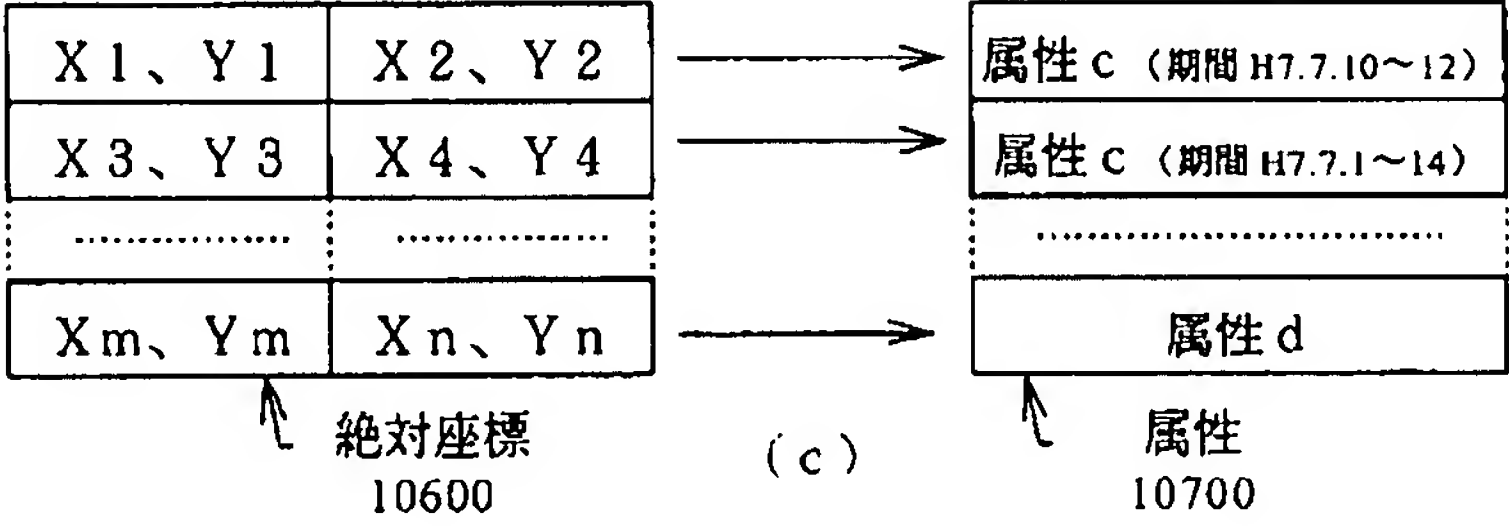 X1、Y1 X2、Y2 属性c (期間H7.7.10~12)
X3、Y3 X4、Y4 属性c (期間H7.7.1~14)
Xm、Ym Xn、Yn 属性d
絶対座標 (c) 属性
10600 10700